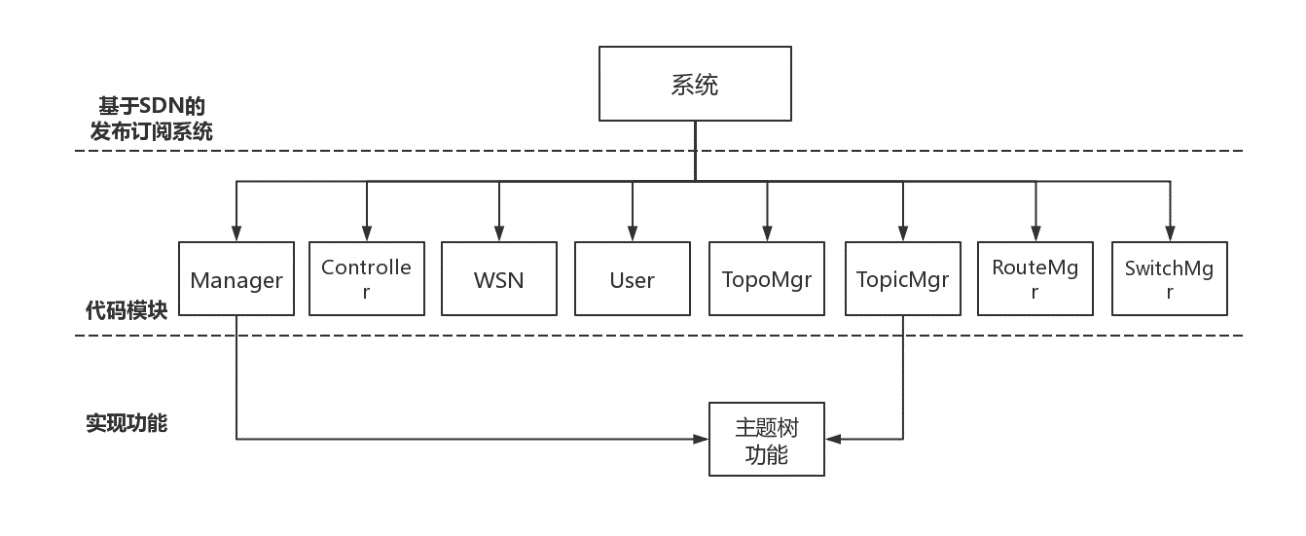 系统
基于SDN的
发布订阅系统
Manager
Controlle
r
WSN
User
TopoMgr
TopicMgr
RouteMg
r
SwitchMg
r
代码模块
实现功能
主题树
功能